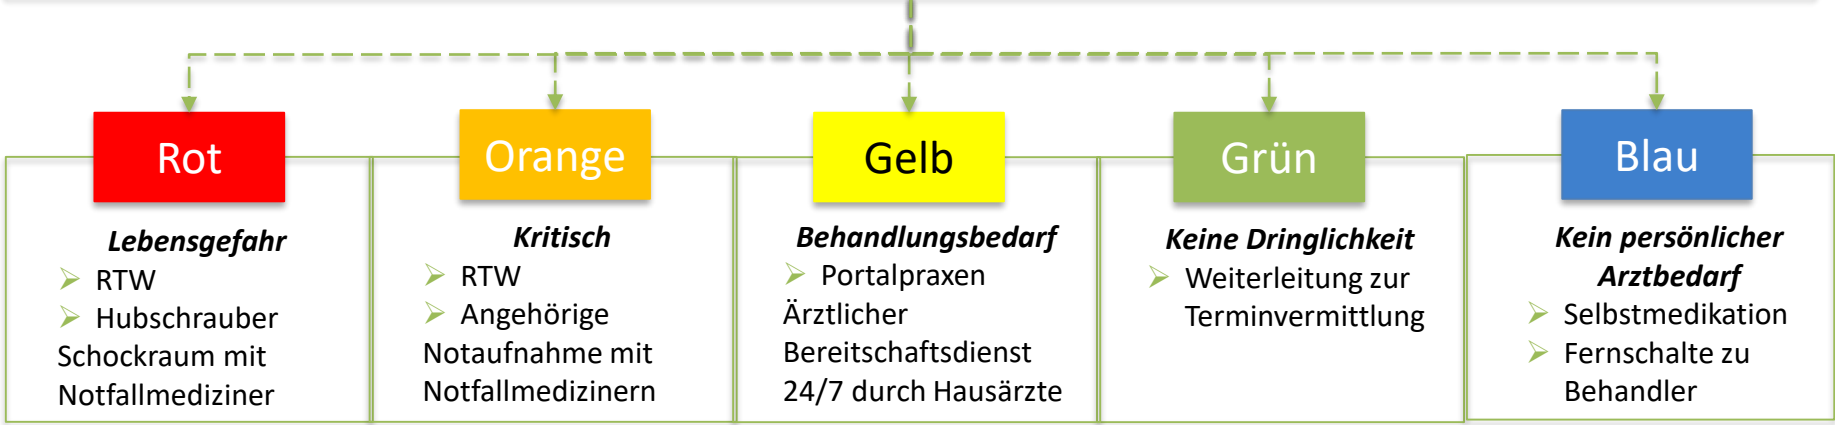 Rot
Lebensgefahr
RTW
Hubschrauber
Schockraum mit
Notfallmediziner
Orange
Kritisch
RTW
Angehörige
Notaufnahme mit
Notfallmedizinern
Gelb
Behandlungsbedarf
Portalpraxen
Ärztlicher
Bereitschaftsdienst
24/7 durch Hausärzte
Grün
Keine Dringlichkeit
Weiterleitung zur
Terminvermittlung
Blau
Kein persönlicher
Arztbedarf
Selbstmedikation
Fernschalte zu
Behandler